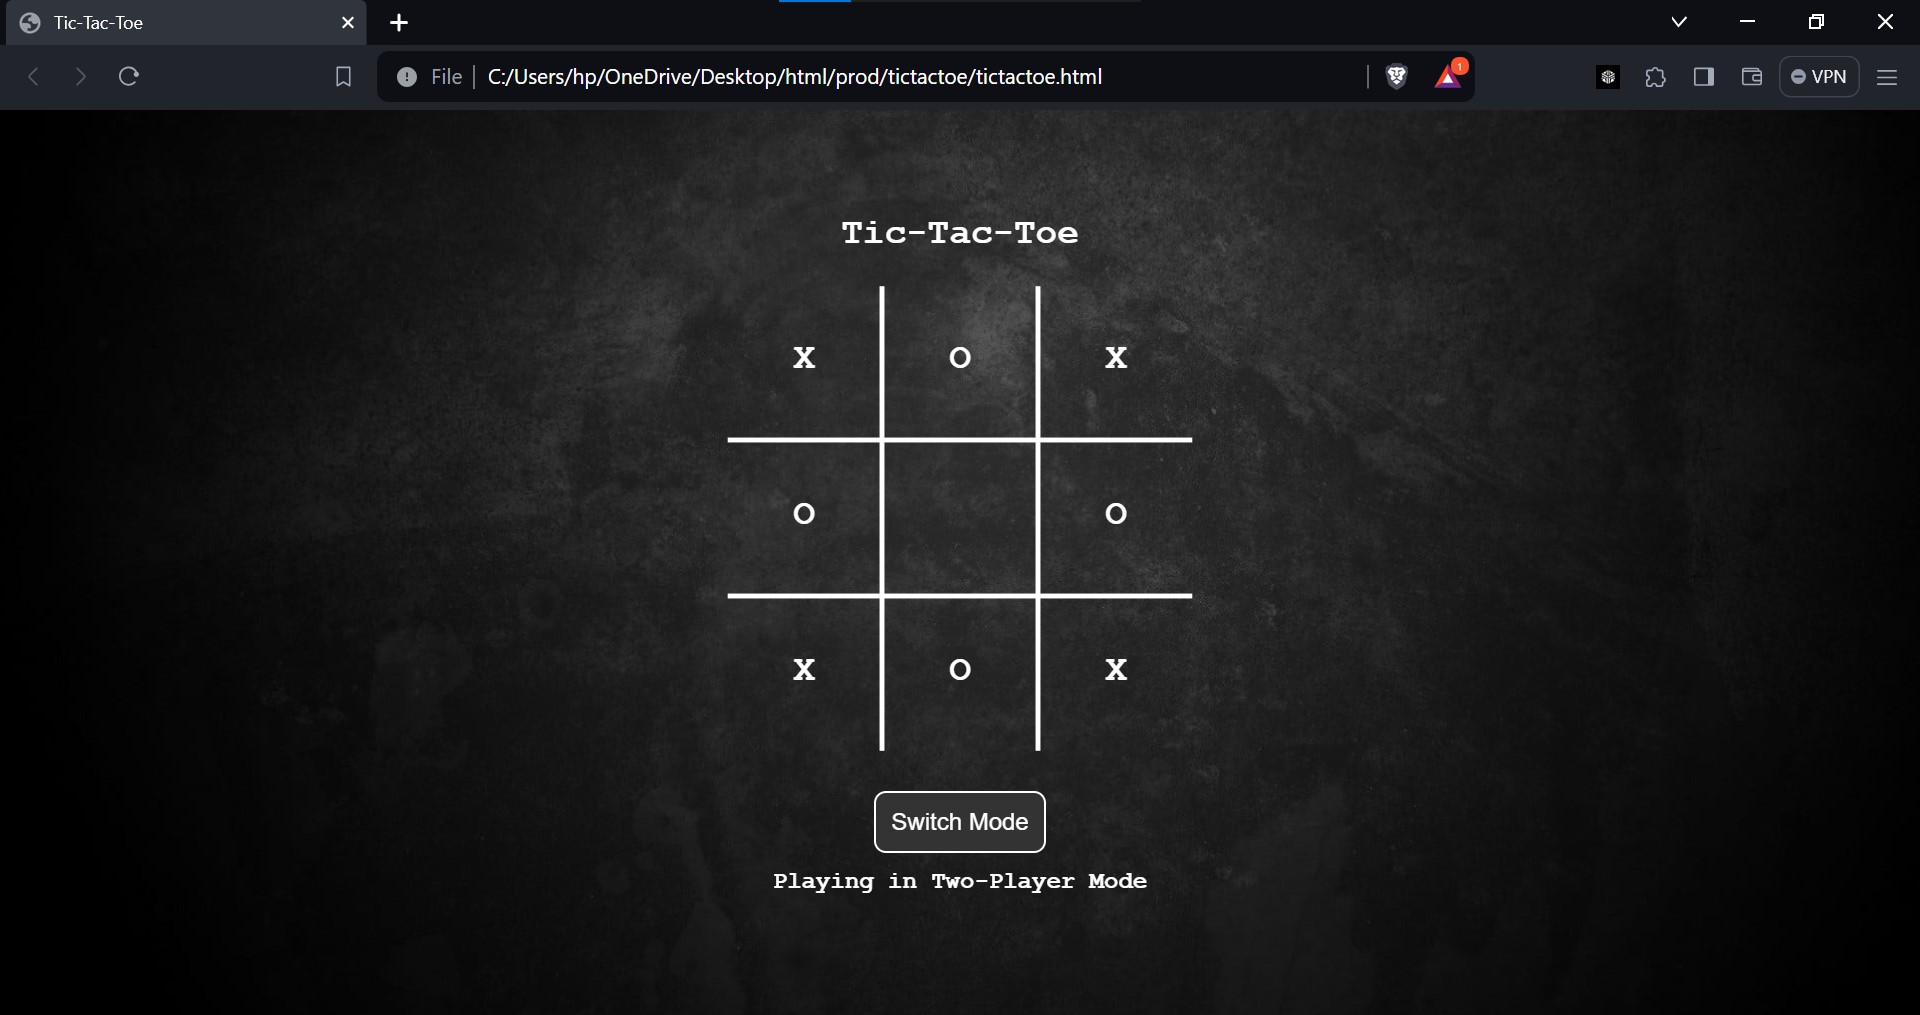 Tic-Tac-Toe
File C:/Users/hp/OneDrive/Desktop/html/prod/tictactoe/tictactoe.html 1 VPN
Tic-Tac-Toe
X O X
O O
X O X
Switch Mode
Playing in Two-Player Mode